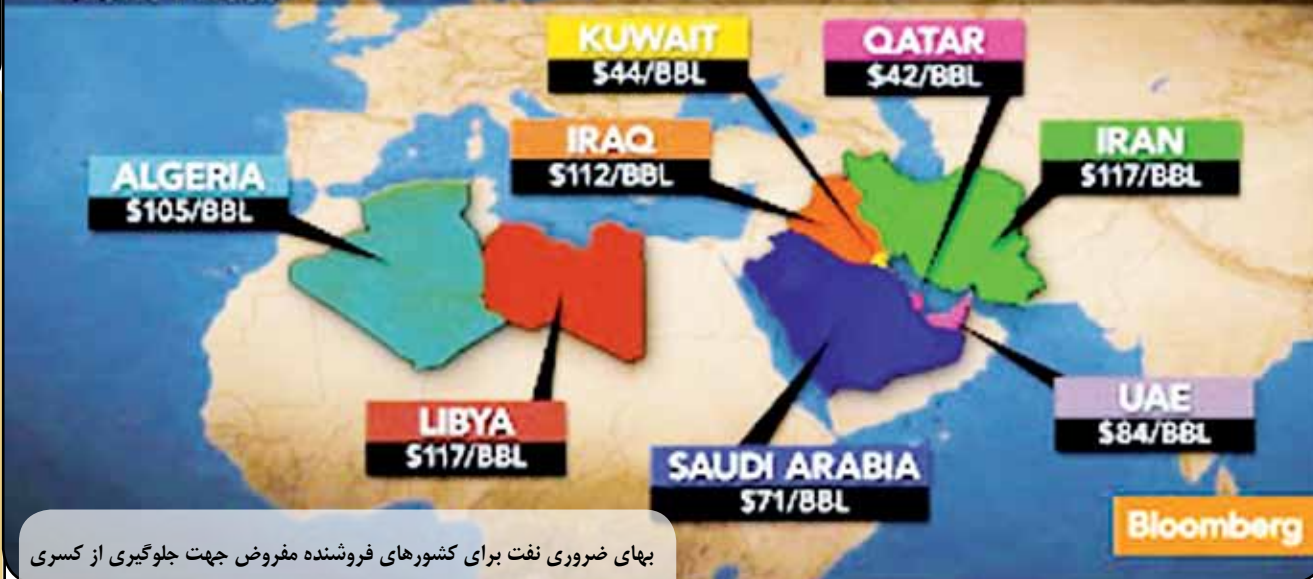 KUWAIT
$44/BBL
QATAR
$42/BBL
IRAQ
$112/BBL
IRAN
$117/BBL
ALGERIA
$105/BBL
LIBYA
$117/BBL
UAE
$84/BBL
SAUDI ARABIA
$71/BBL
Bloomberg
بهای ضروری نفت برای کشورهای فروشنده مفروض جهت جلوگیری از کسری